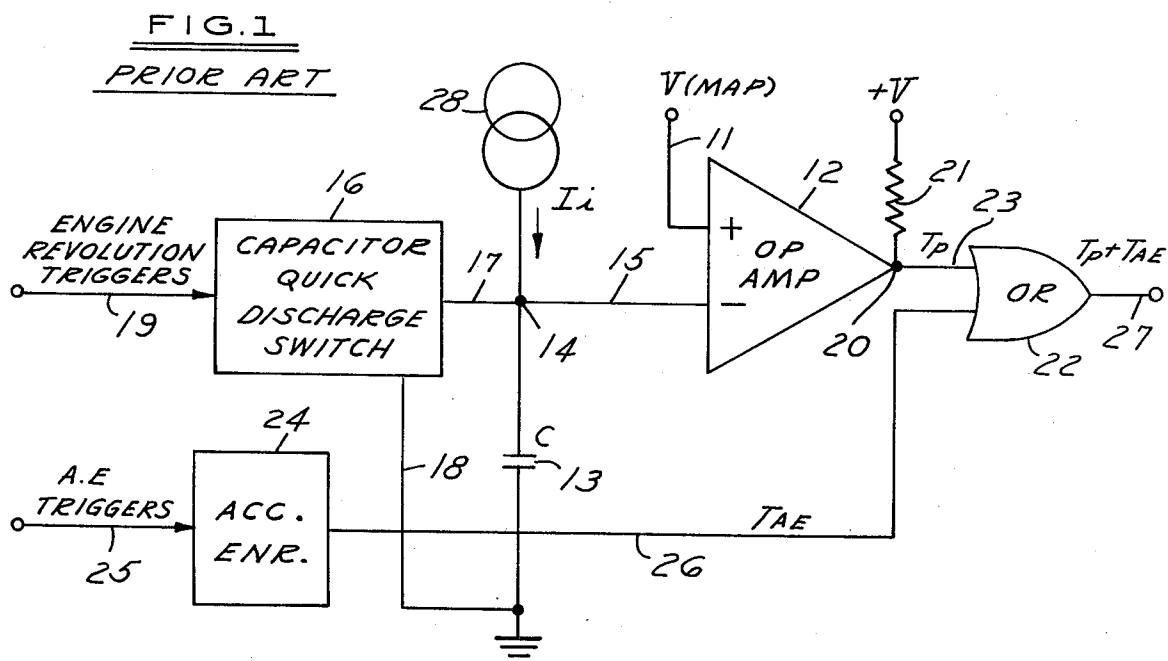 FIG.1
PRIOR ART
28
Ii
V(MAP)
11
+V
12
21
+
OP
AMP
-
Tp
23
20
OR
22
Tp+TAE
27
16
ENGINE
REVOLUTION
TRIGGERS
19
CAPACITOR
QUICK
DISCHARGE
SWITCH
17
15
14
24
A.E
TRIGGERS
25
ACC.
ENR.
18
C
13
TAE
26